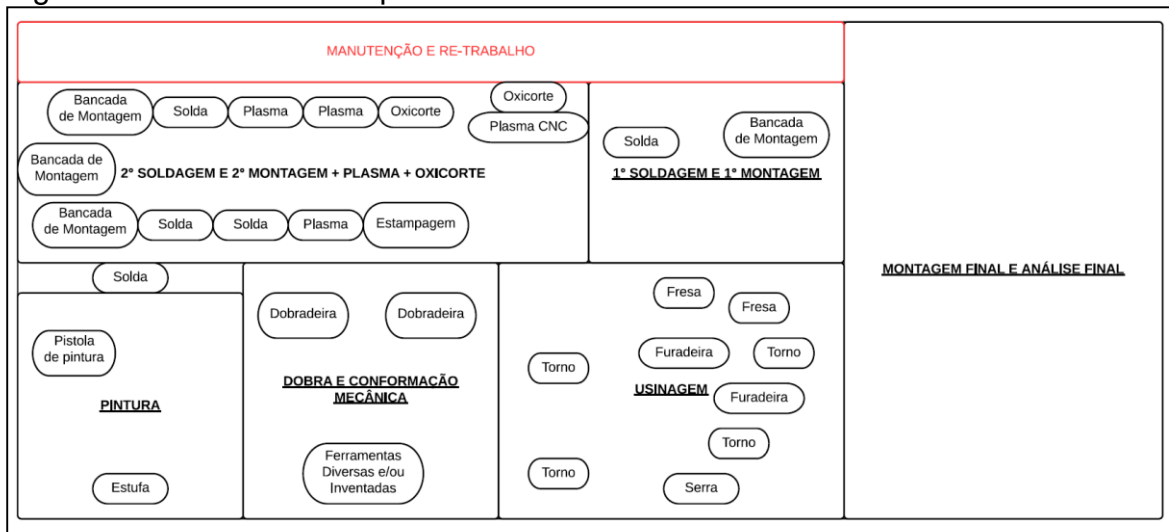 MANUTENÇÃO E RE-TRABALHO
Bancada
de Montagem
Solda
Plasma
Plasma
Oxicorte
Oxicorte
Plasma CNC
Bancada de
Montagem
2° SOLDAGEM E 2° MONTAGEM + PLASMA + OXICORTE
Bancada
de Montagem
Solda
Solda
Plasma
Estampagem
Solda
Bancada
de Montagem
1° SOLDAGEM E 1° MONTAGEM
MONTAGEM FINAL E ANÁLISE FINAL
Solda
Pistola
de pintura
PINTURA
Estufa
Dobradeira
Dobradeira
DOBRA E CONFORMAÇÃO
MECÂNICA
Ferramentas
Diversas e/ou
Inventadas
Fresa
Fresa
Torno
Furadeira
Torno
USINAGEM
Furadeira
Torno
Torno
Serra